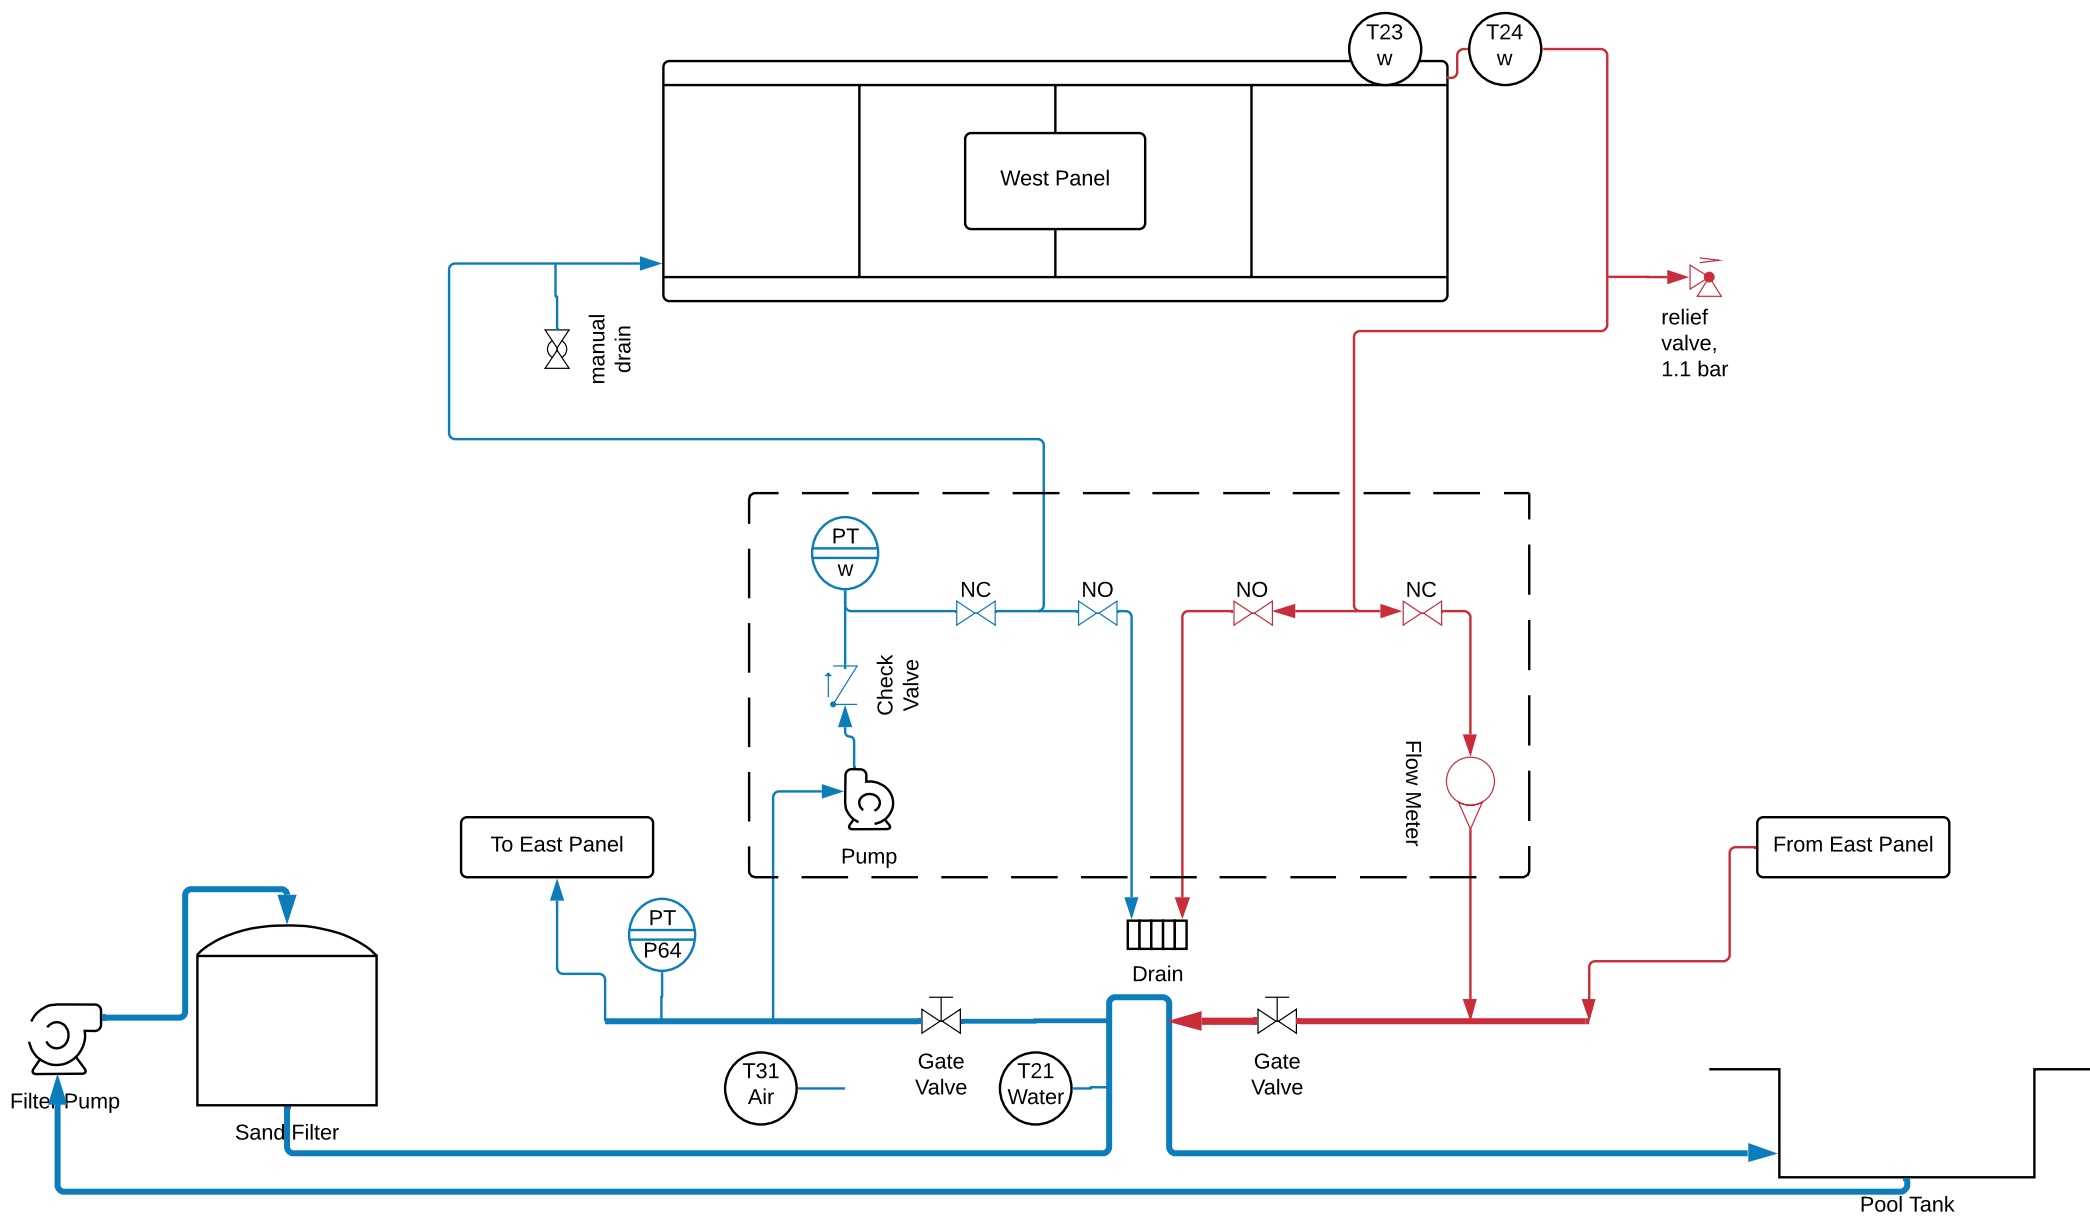 T23
w
T24
w
West Panel
relief
valve,
1.1 bar
manual
drain
PT
w
NC
NO
NO
NC
Check
Valve
Flow Meter
Pump
To East Panel
From East Panel
PT
P64
Drain
Filter Pump
Sand Filter
T31
Air
Gate
Valve
T21
Water
Gate
Valve
Pool Tank